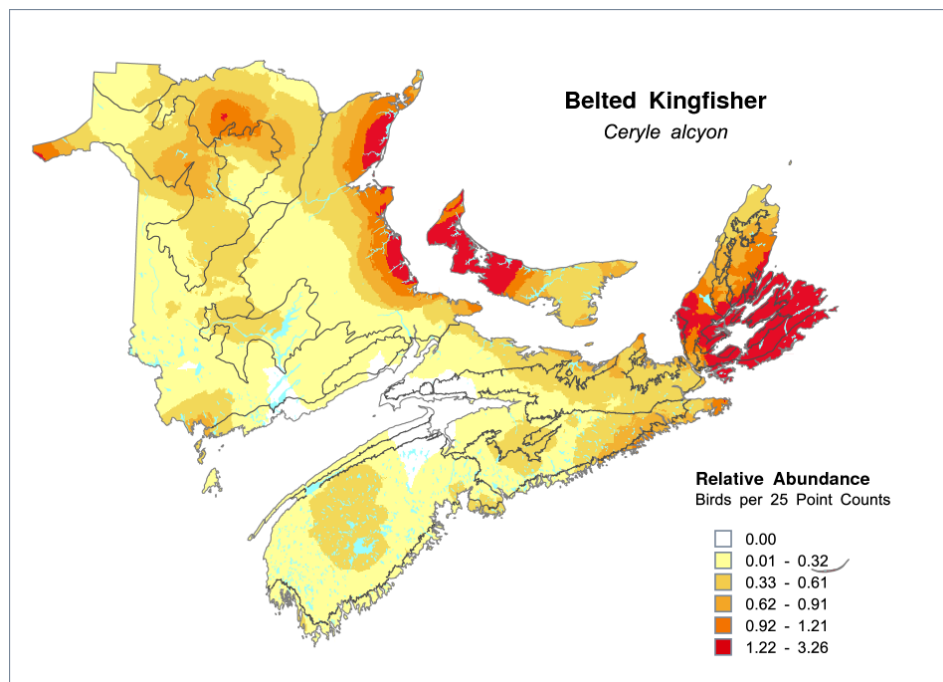 Belted Kingfisher
Ceryle alcyon
Relative Abundance
Birds per 25 Point Counts
0.00
0.01 - 0.32
0.33 - 0.61
0.62 - 0.91
0.92 - 1.21
1.22 - 3.26